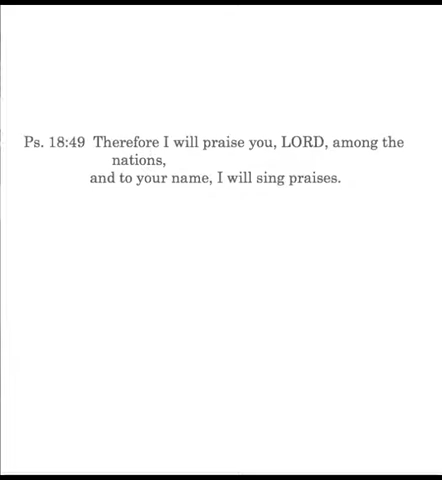 Ps. 18:49 Therefore I will praise you, LORD, among the
nations,
and to your name, I will sing praises.